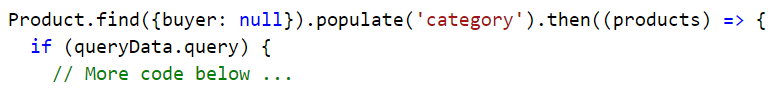 Product.find({buyer: null}).populate('category').then((products) => {
if (queryData.query) {
// More code below ...